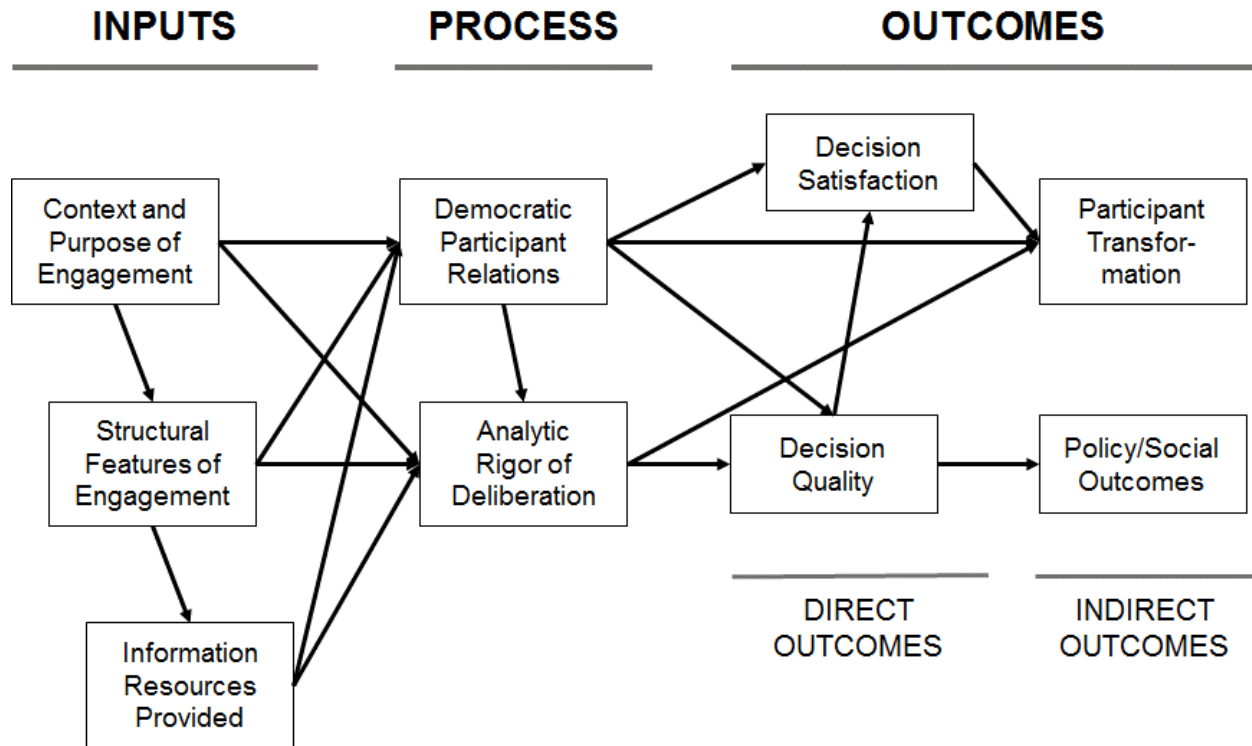 INPUTS
PROCESS
OUTCOMES
Context and
Purpose of
Engagement
Structural
Features of
Engagement
Information
Resources
Provided
Democratic
Participant
Relations
Analytic
Rigor of
Deliberation
Decision
Satisfaction
Decision
Quality
Participant
Transfor-
mation
Policy/Social
Outcomes
DIRECT
OUTCOMES
INDIRECT
OUTCOMES